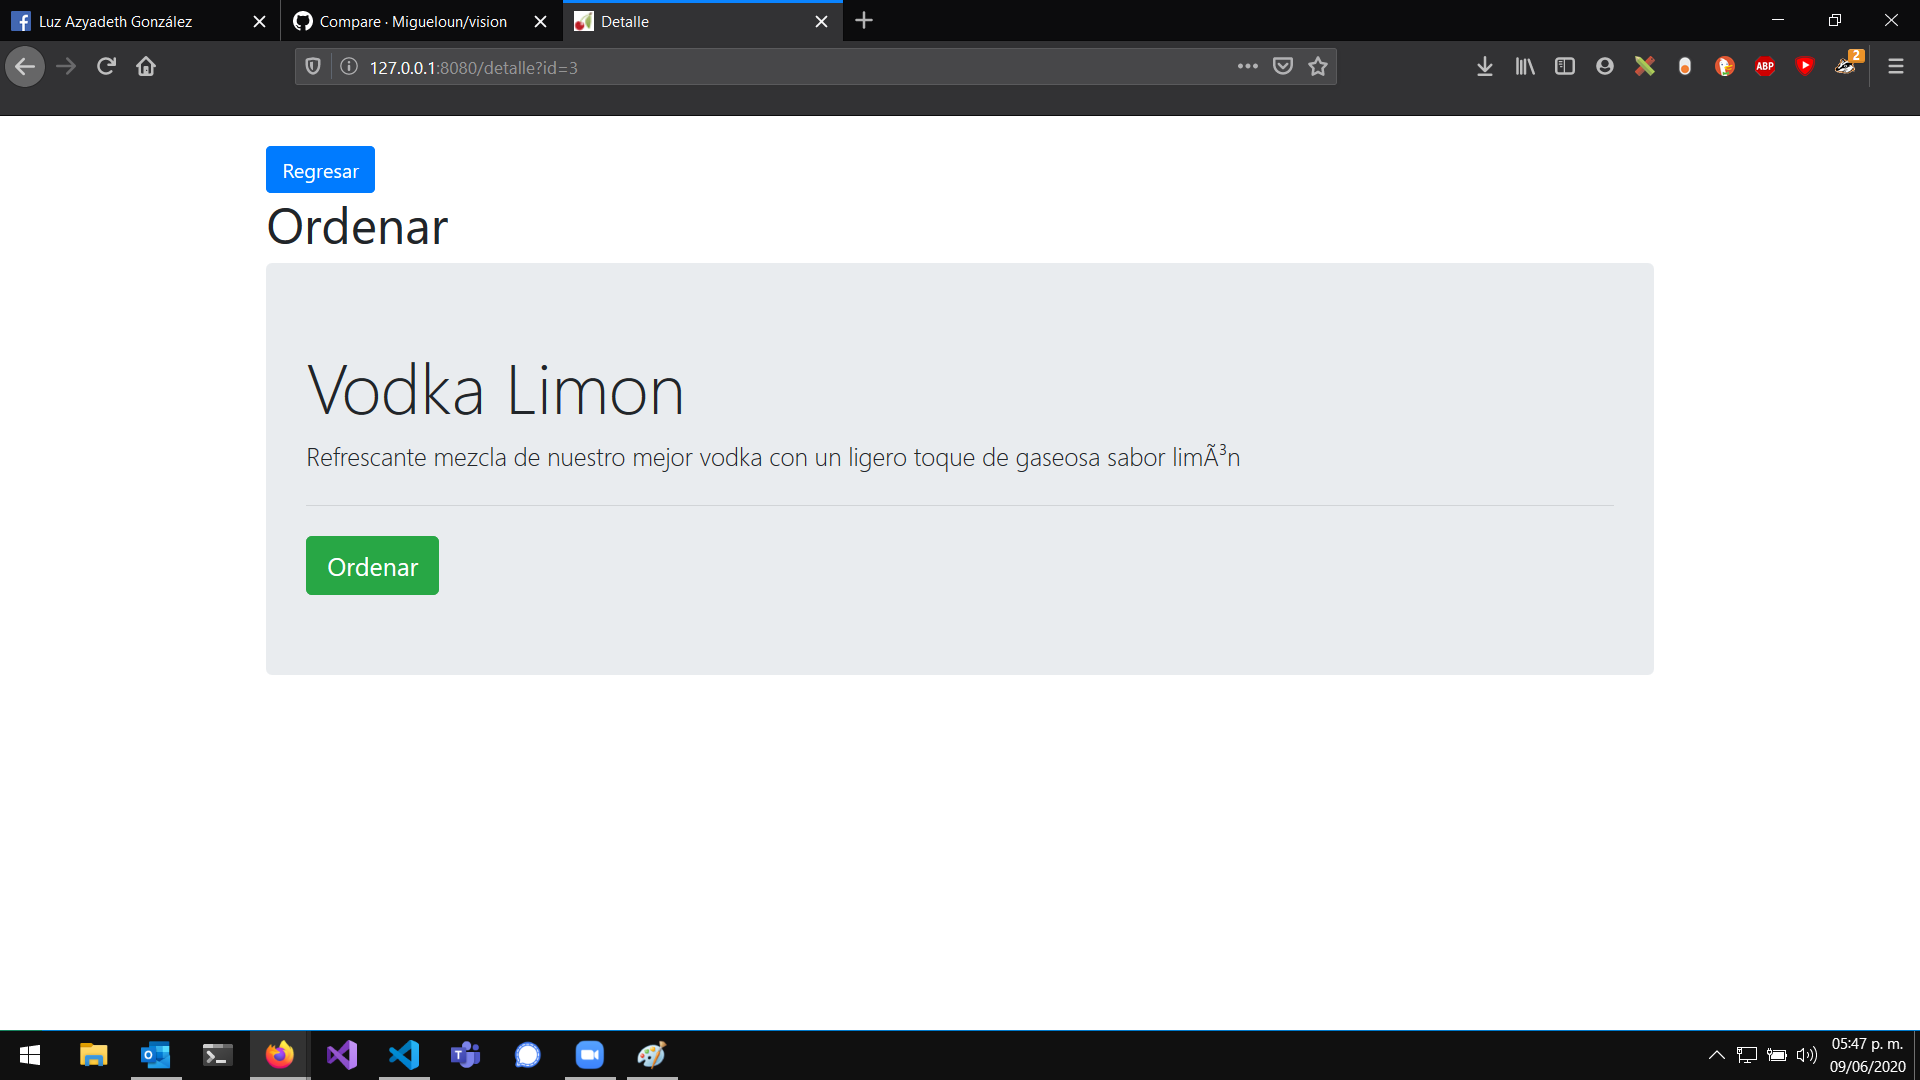 Luz Azyadeth González
Compare · Migueloun/vision
Detalle
127.0.0.1:8080/detalle?id=3
ABP
2
Regresar
Ordenar
Vodka Limon
Refrescante mezcla de nuestro mejor vodka con un ligero toque de gaseosa sabor limÃ³n
Ordenar
05:47 p. m.
09/06/2020